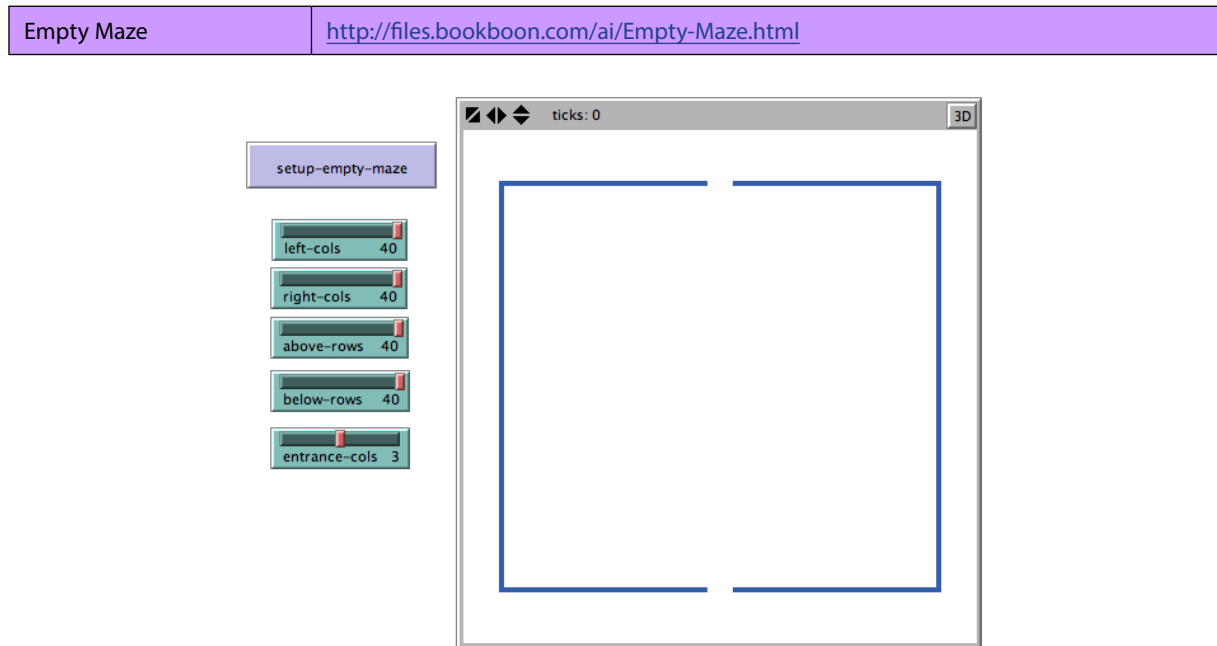 Empty Maze http://files.bookboon.com/ai/Empty-Maze.html
ticks: 0 3D
setup-empty-maze
left-cols 40
right-cols 40
above-rows 40
below-rows 40
entrance-cols 3